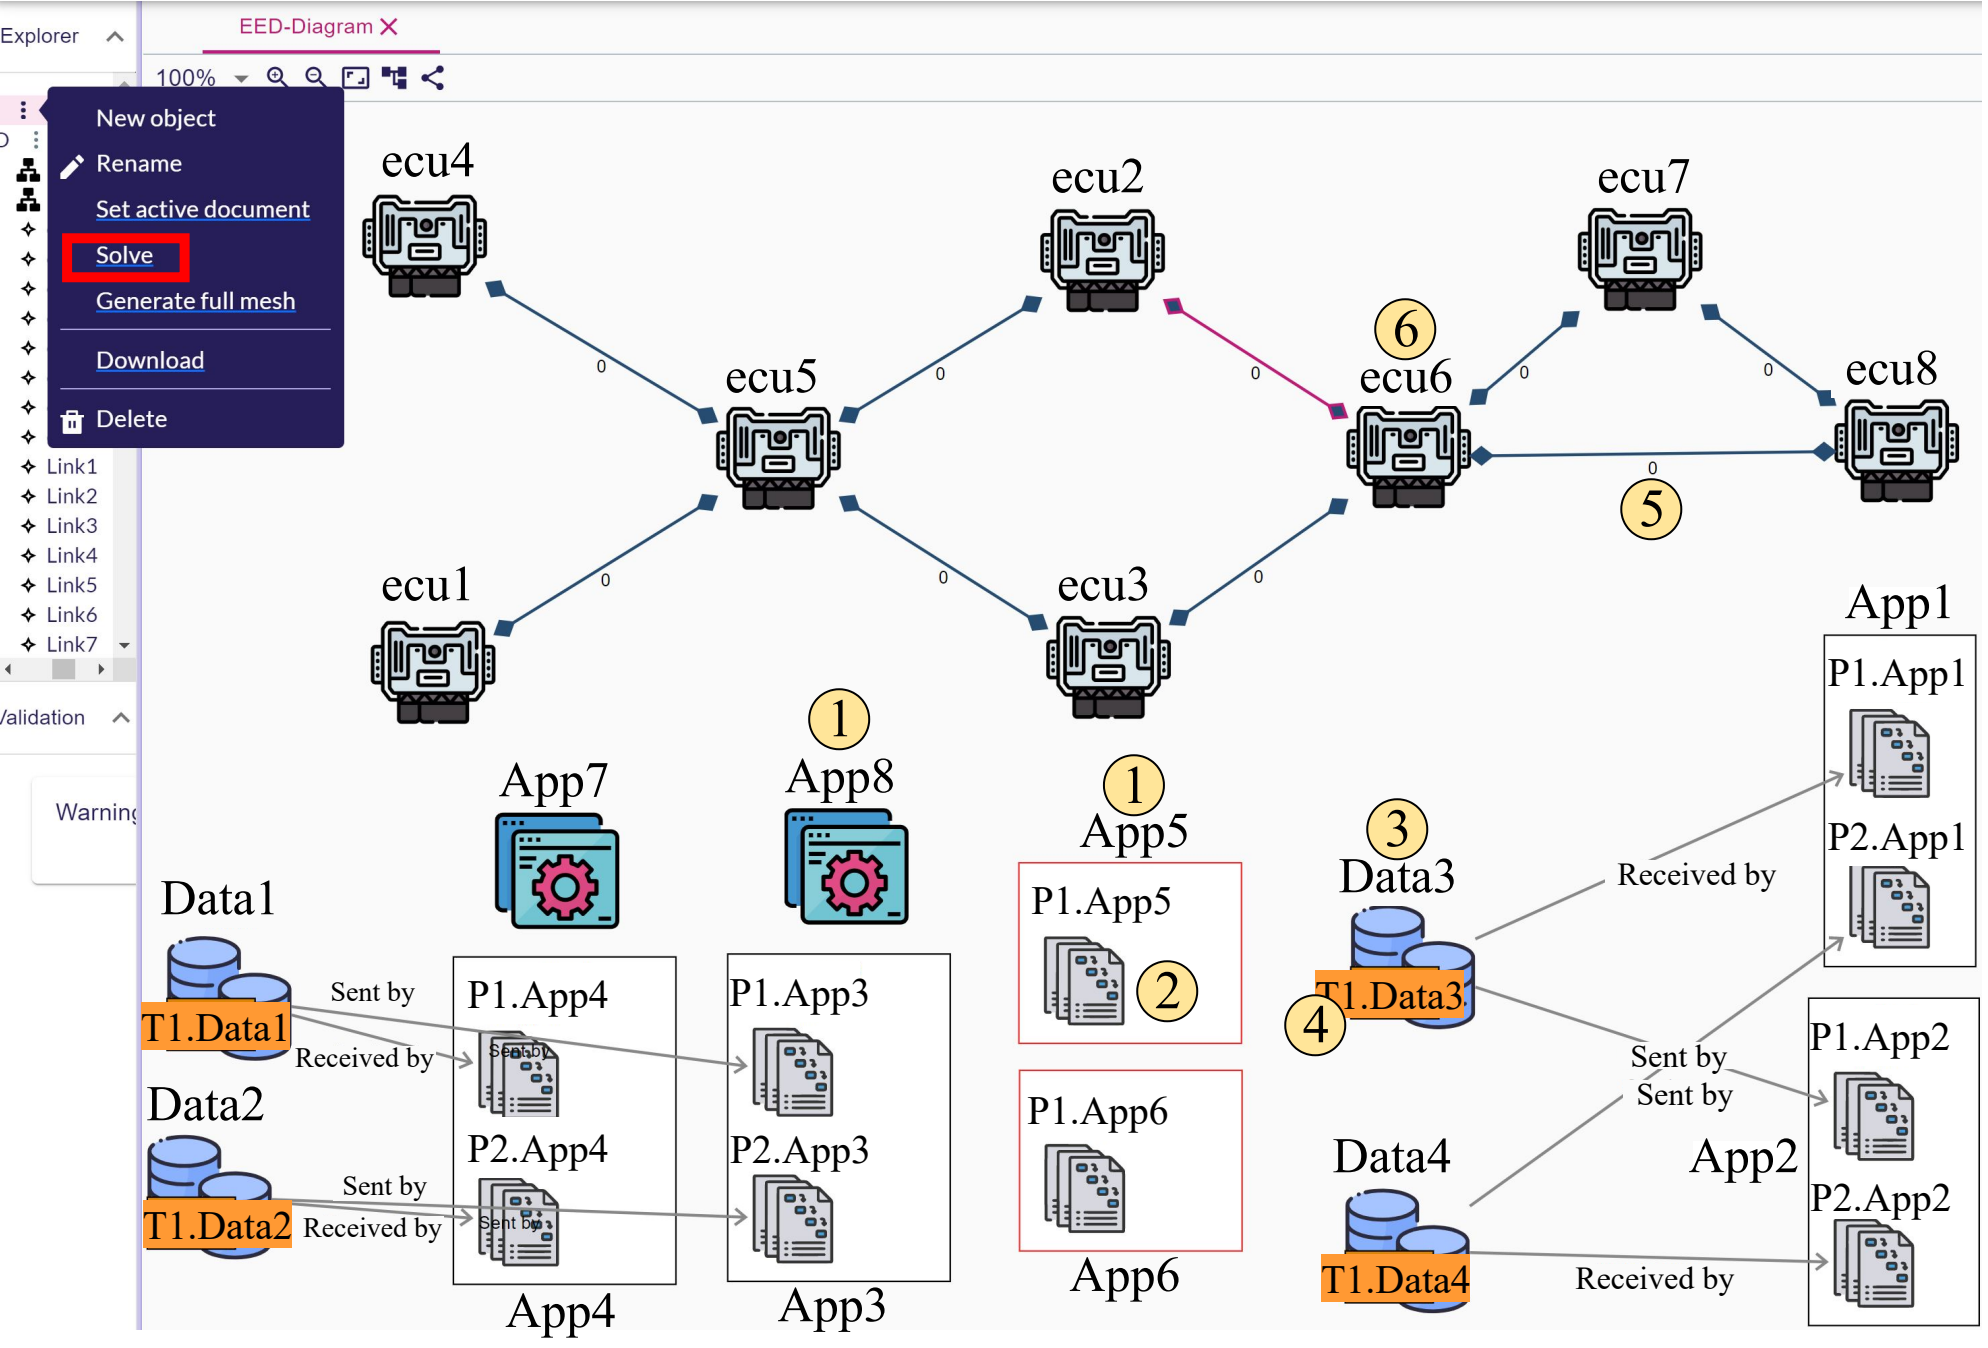 Explorer
EED-Diagram
100%
New object
Rename
Set active document
Solve
Generate full mesh
Download
Delete
Link1
Link2
Link3
Link4
Link5
Link6
Link7
Validation
Warning
ecu4
ecu2
ecu7
6
ecu5
ecu6
ecu8
0
0
0
0
0
0
5
ecu1
ecu3
0
0
0
App1
P1.App1
P2.App1
1
App7
App8
1
App5
P1.App5
2
3
Data3
T1.Data3
4
Received by
Sent by
Sent by
Data1
T1.Data1
Sent by
Received by
P1.App4
Sent by
P1.App3
Data2
T1.Data2
Sent by
Received by
P2.App4
Sent by
P2.App3
App4
App3
P1.App6
App6
Data4
T1.Data4
Received by
App2
P1.App2
P2.App2